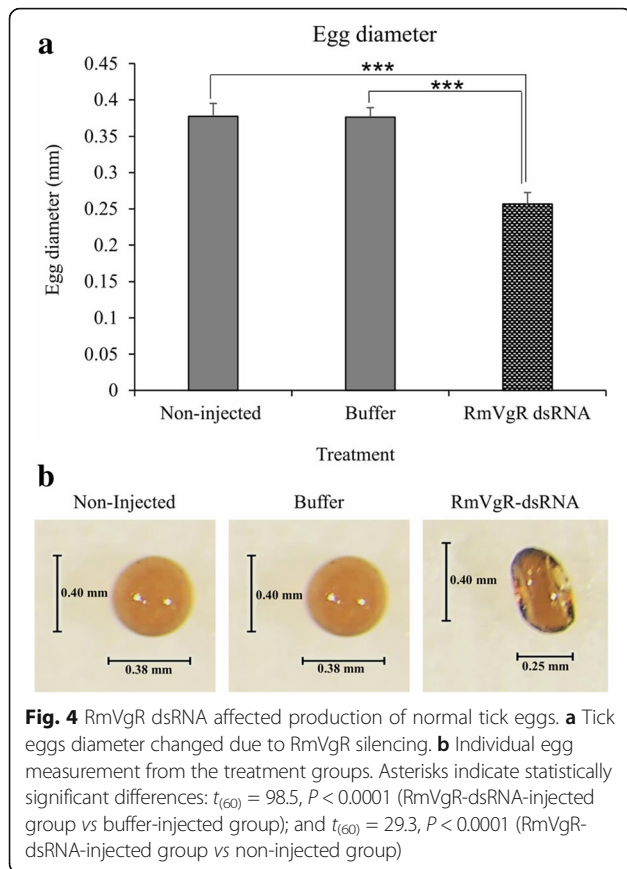 a
Egg diameter
***
***
0.45
0.4
0.35
0.3
0.25
0.2
0.15
0.1
0.05
0
Egg diameter (mm)
Non-injected Buffer RmVgR dsRNA
Treatment
b
Non-Injected Buffer RmVgR-dsRNA
0.40 mm 0.40 mm 0.40 mm
0.38 mm 0.38 mm 0.25 mm
Fig. 4 RmVgR dsRNA affected production of normal tick eggs. a Tick
eggs diameter changed due to RmVgR silencing. b Individual egg
measurement from the treatment groups. Asterisks indicate statistically
significant differences: t(60) = 98.5, P < 0.0001 (RmVgR-dsRNA-injected
group vs buffer-injected group); and t(60) = 29.3, P < 0.0001 (RmVgR-
dsRNA-injected group vs non-injected group)